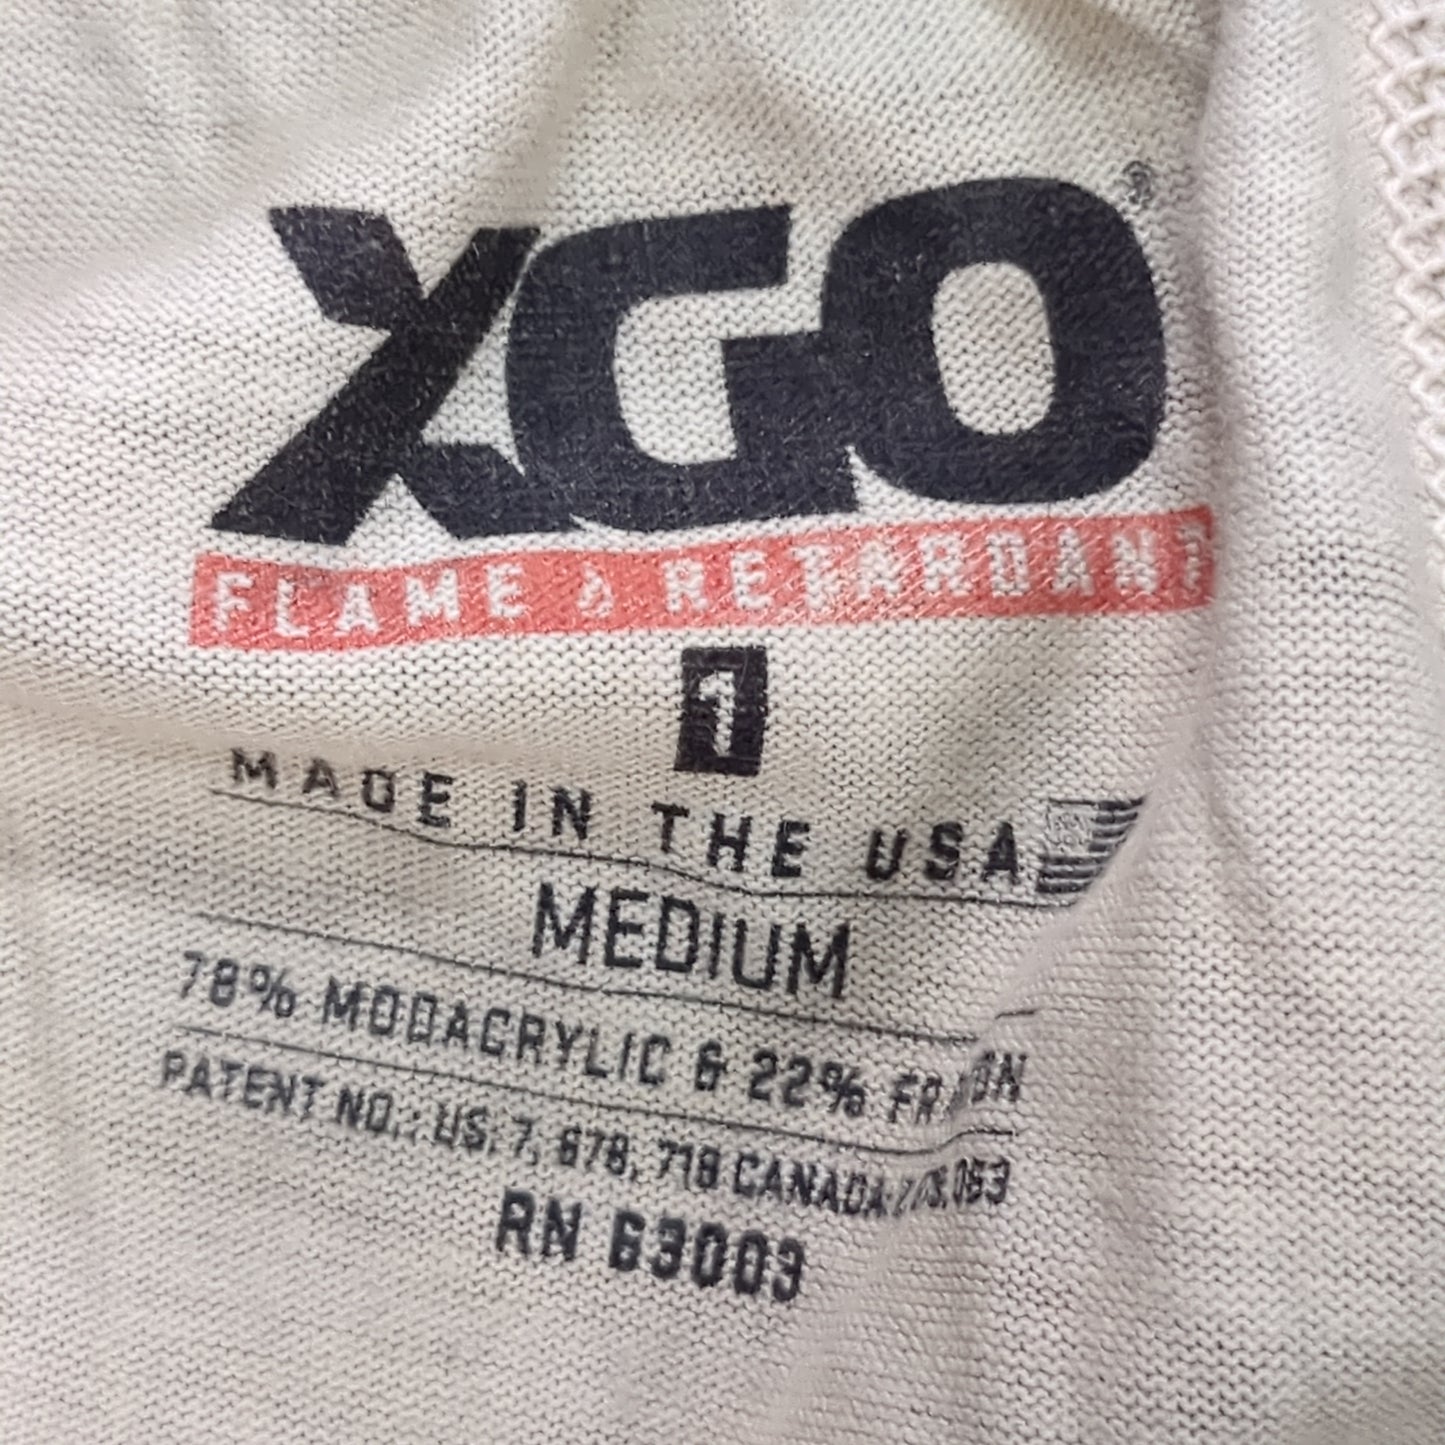 XGO®
FLAME RETARDANT
1
MADE IN THE USA
MEDIUM
78% MODACRYLIC & 22%
PATENT NO.: US: 7, 678, 718 CANADA
RN 63003